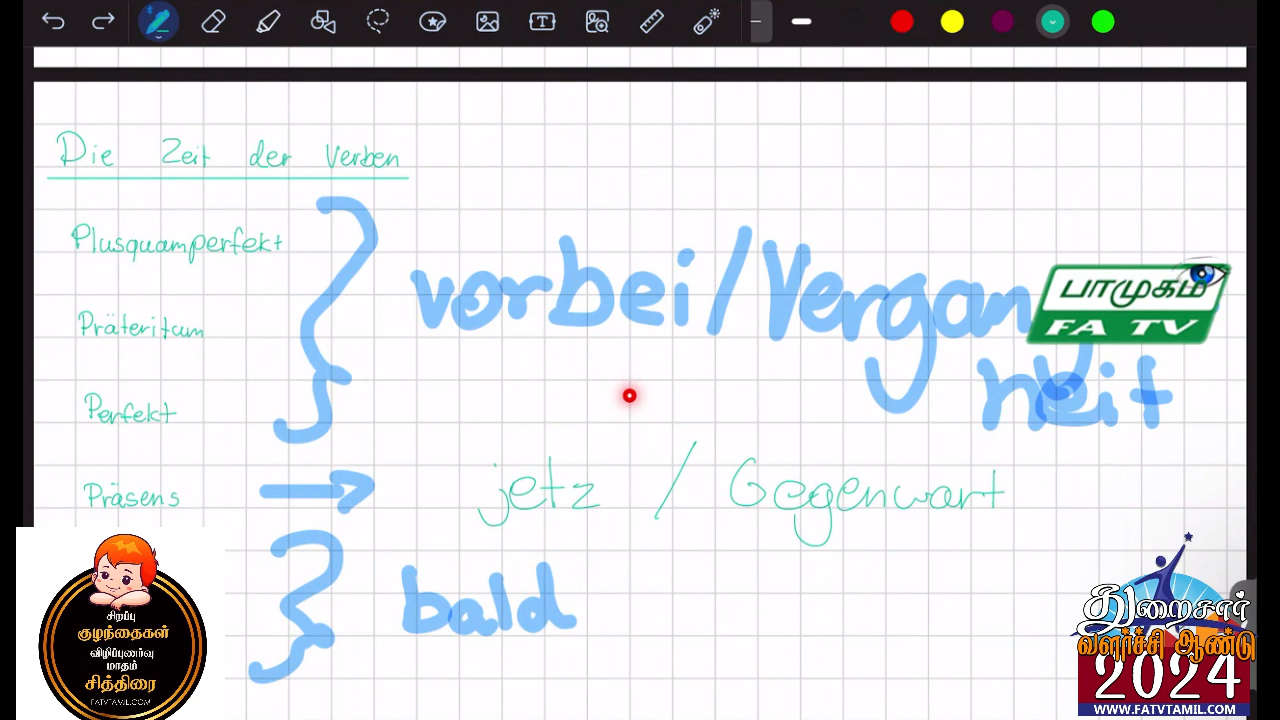 Die Zeit der Verben
Plusquamperfekt
vorbei/Vergan
heit
பாமுகம்
FA TV
Präteritum
Perfekt
Präsens
jetz / Gegenwart
bald
சிறப்பு
குழந்தைகள்
விழிப்புணர்வு
மாதம்
சித்திரை
FATVTAMIL.COM
துறைசார்
வளர்ச்சி ஆண்டு
2024
WWW.FATVTAMIL.COM